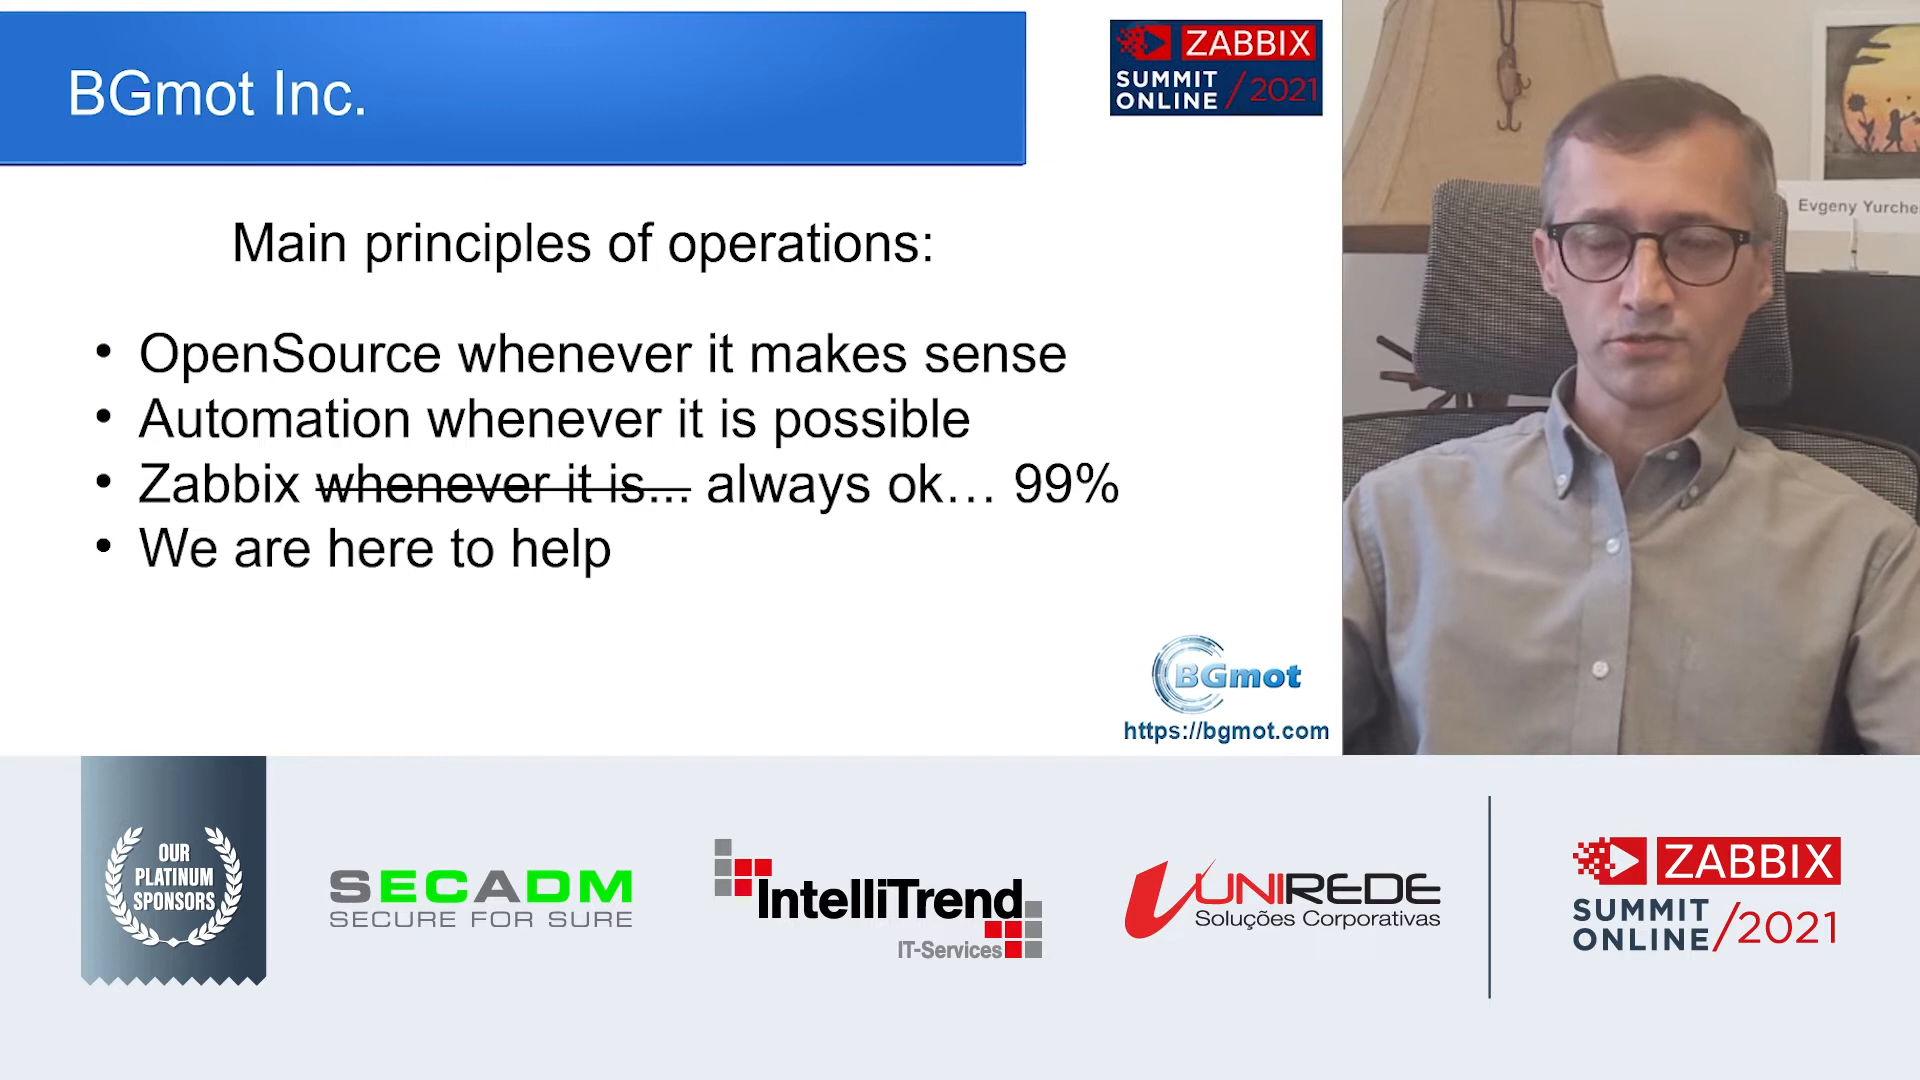 BGmot Inc.
ZABBIX
SUMMIT
ONLINE /2021
Evgeny Yurche
Main principles of operations:
• OpenSource whenever it makes sense
• Automation whenever it is possible
• Zabbix whenever it is... always ok... 99%
• We are here to help
BGmot
https://bgmot.com
OUR
PLATINUM
SPONSORS
SECADM
SECURE FOR SURE
IntelliTrend
IT-Services
UNIREDE
Soluções Corporativas
ZABBIX
SUMMIT
ONLINE /2021